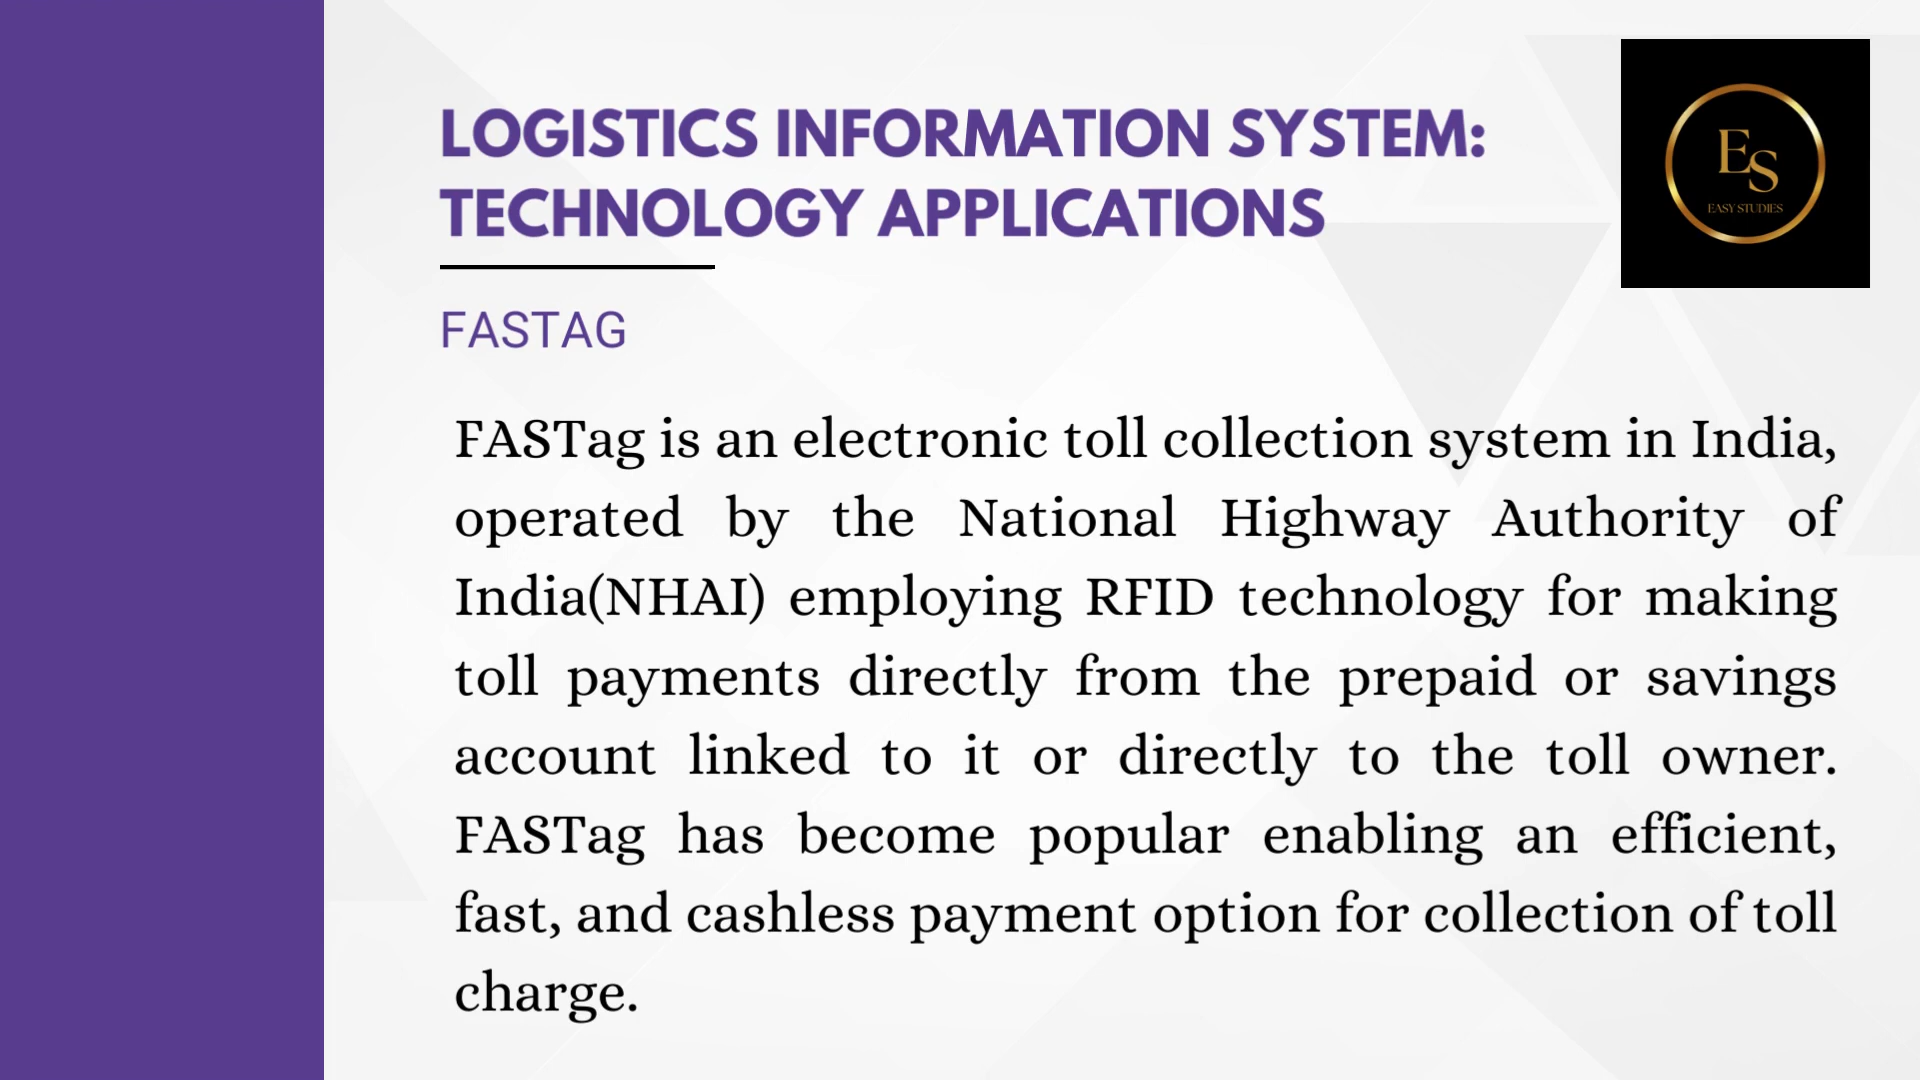 LOGISTICS INFORMATION SYSTEM:
TECHNOLOGY APPLICATIONS
ES
EASY STUDIES
FASTAG
FASTag is an electronic toll collection system in India,
operated by the National Highway Authority of
India(NHAI) employing RFID technology for making
toll payments directly from the prepaid or savings
account linked to it or directly to the toll owner.
FASTag has become popular enabling an efficient,
fast, and cashless payment option for collection of toll
charge.